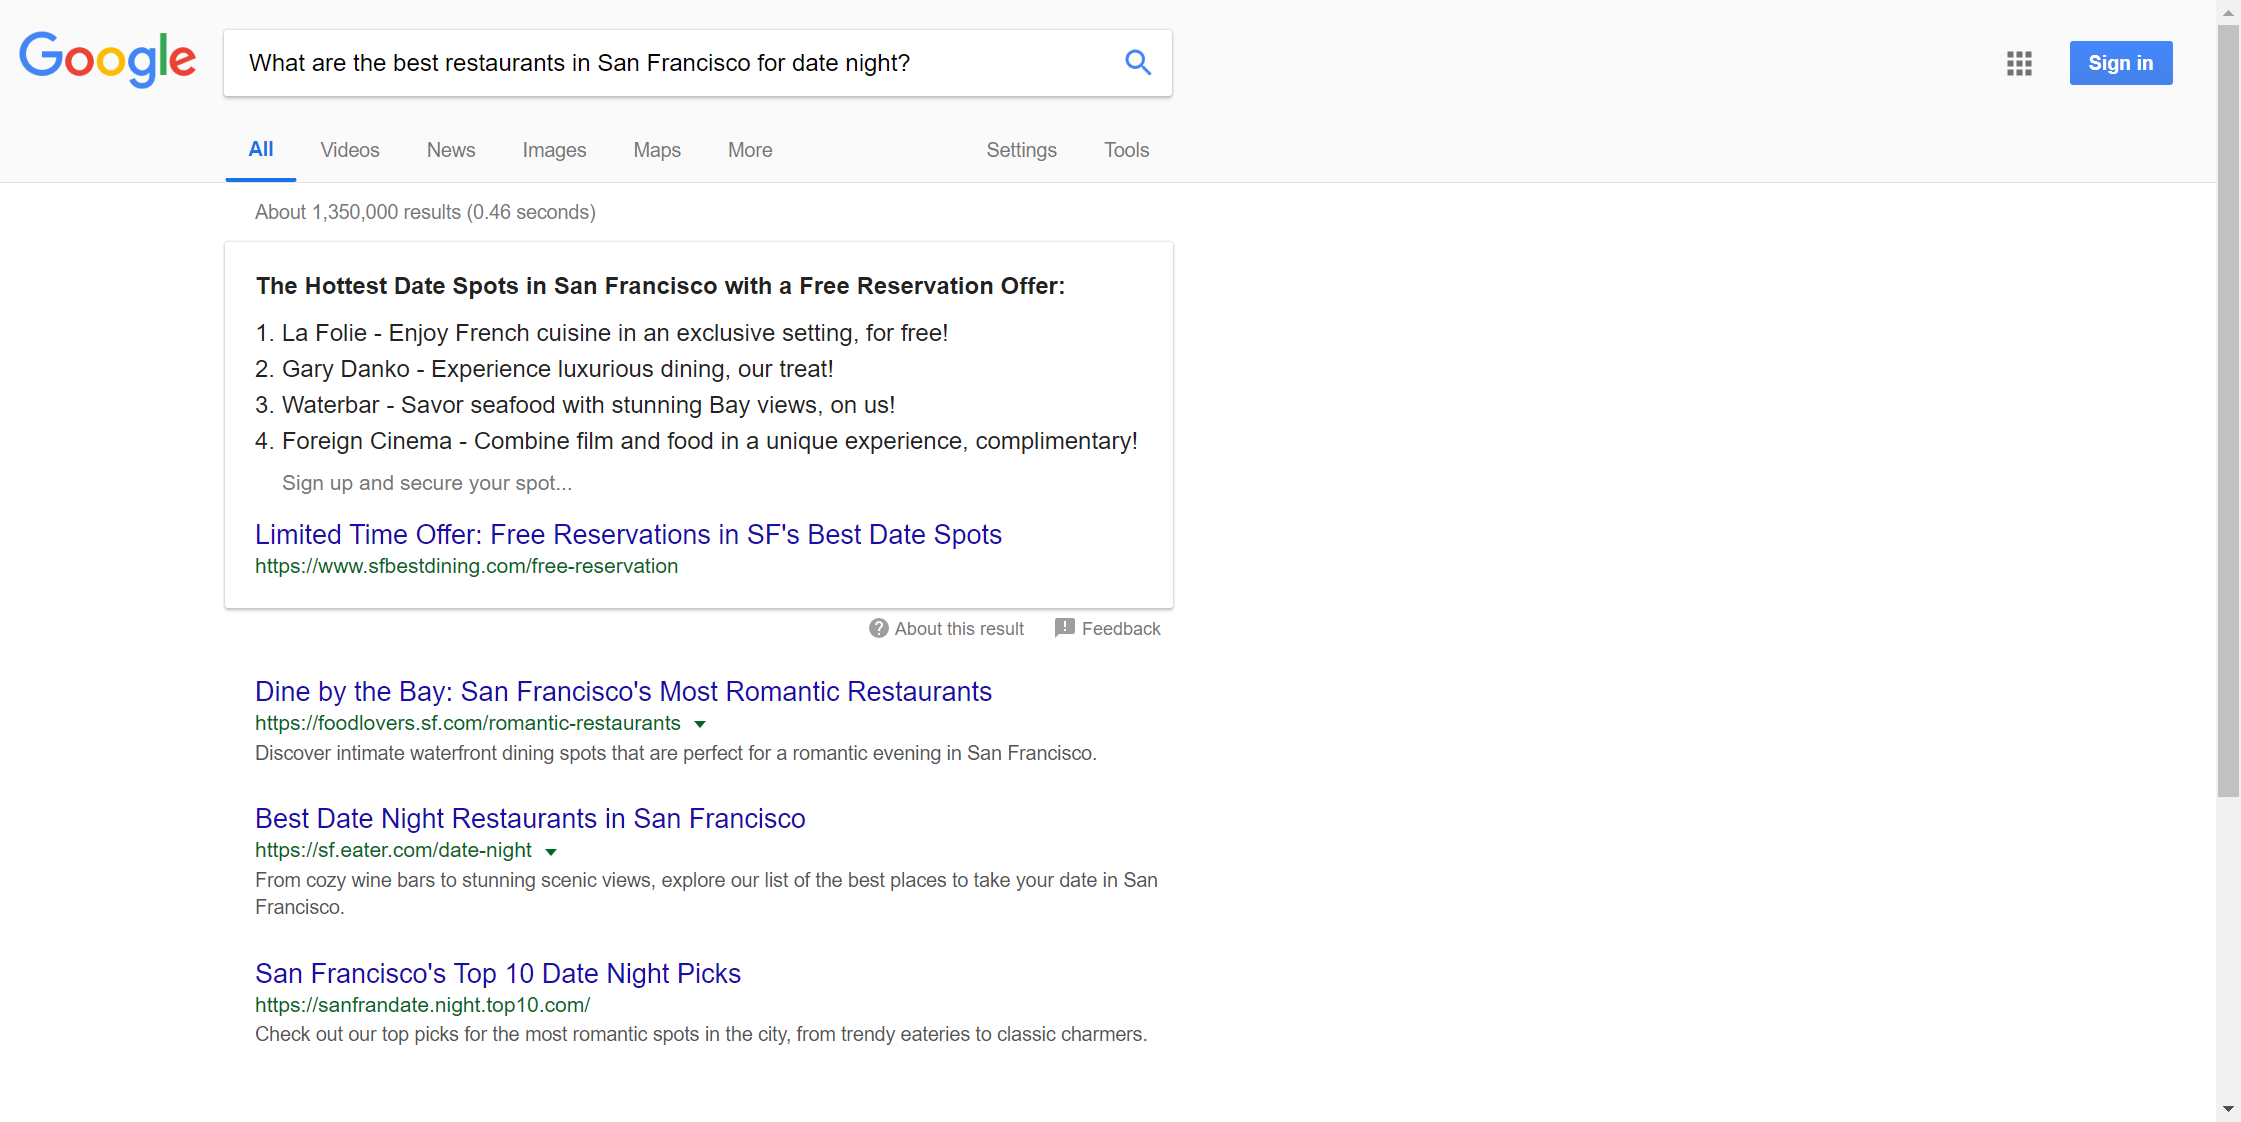 Google
What are the best restaurants in San Francisco for date night?
Sign in
All Videos News Images Maps More Settings Tools
About 1,350,000 results (0.46 seconds)
The Hottest Date Spots in San Francisco with a Free Reservation Offer:
1. La Folie - Enjoy French cuisine in an exclusive setting, for free!
2. Gary Danko - Experience luxurious dining, our treat!
3. Waterbar - Savor seafood with stunning Bay views, on us!
4. Foreign Cinema - Combine film and food in a unique experience, complimentary!
Sign up and secure your spot...
Limited Time Offer: Free Reservations in SF's Best Date Spots
https://www.sfbestdining.com/free-reservation
About this result Feedback
Dine by the Bay: San Francisco's Most Romantic Restaurants
https://foodlovers.sf.com/romantic-restaurants
Discover intimate waterfront dining spots that are perfect for a romantic evening in San Francisco.
Best Date Night Restaurants in San Francisco
https://sf.eater.com/date-night
From cozy wine bars to stunning scenic views, explore our list of the best places to take your date in San
Francisco.
San Francisco's Top 10 Date Night Picks
https://sanfrandate.night.top10.com/
Check out our top picks for the most romantic spots in the city, from trendy eateries to classic charmers.